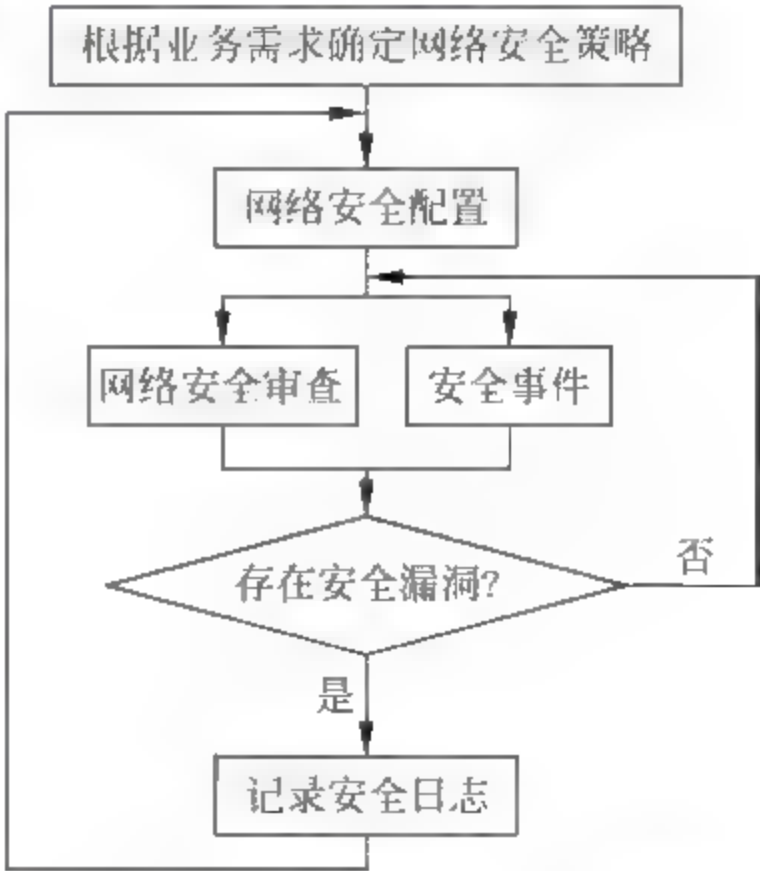 根据业务需求确定网络安全策略
网络安全配置
网络安全审查
安全事件
存在安全漏洞?
否
是
记录安全日志